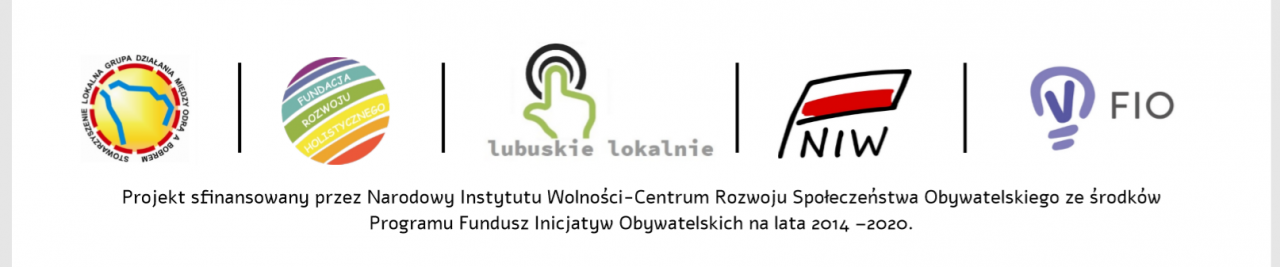 STOWARZYSZENIE LOKALNA GRUPA DZIAŁANIA MIĘDZY ODRĄ A BOBREM
FUNDACJA
ROZWOJU
HOLISTYCZNEGO
lubuskie lokalnie
NIW
FIO
Projekt sfinansowany przez Narodowy Instytutu Wolności-Centrum Rozwoju Społeczeństwa Obywatelskiego ze środków
Programu Fundusz Inicjatyw Obywatelskich na lata 2014 –2020.